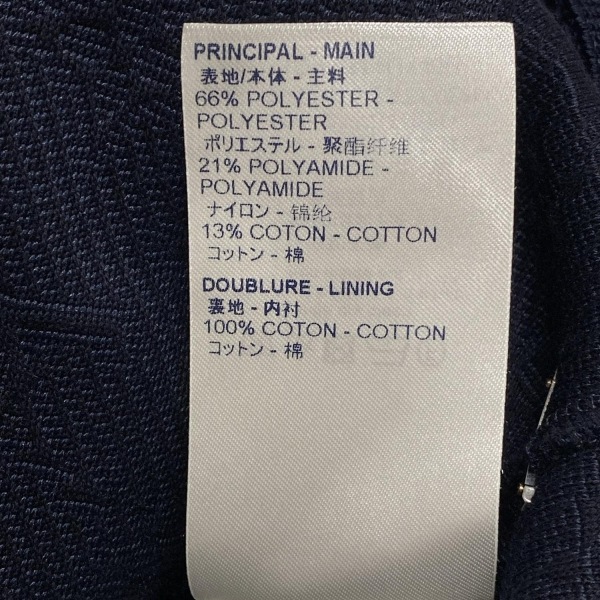 PRINCIPAL - MAIN
表地/本体 - 主料
66% POLYESTER -
POLYESTER
ポリエステル - 聚酯纤维
21% POLYAMIDE -
POLYAMIDE
ナイロン - 锦纶
13% COTON - COTTON
コットン - 棉
DOUBLURE - LINING
裏地 - 内衬
100% COTON - COTTON
コットン - 棉